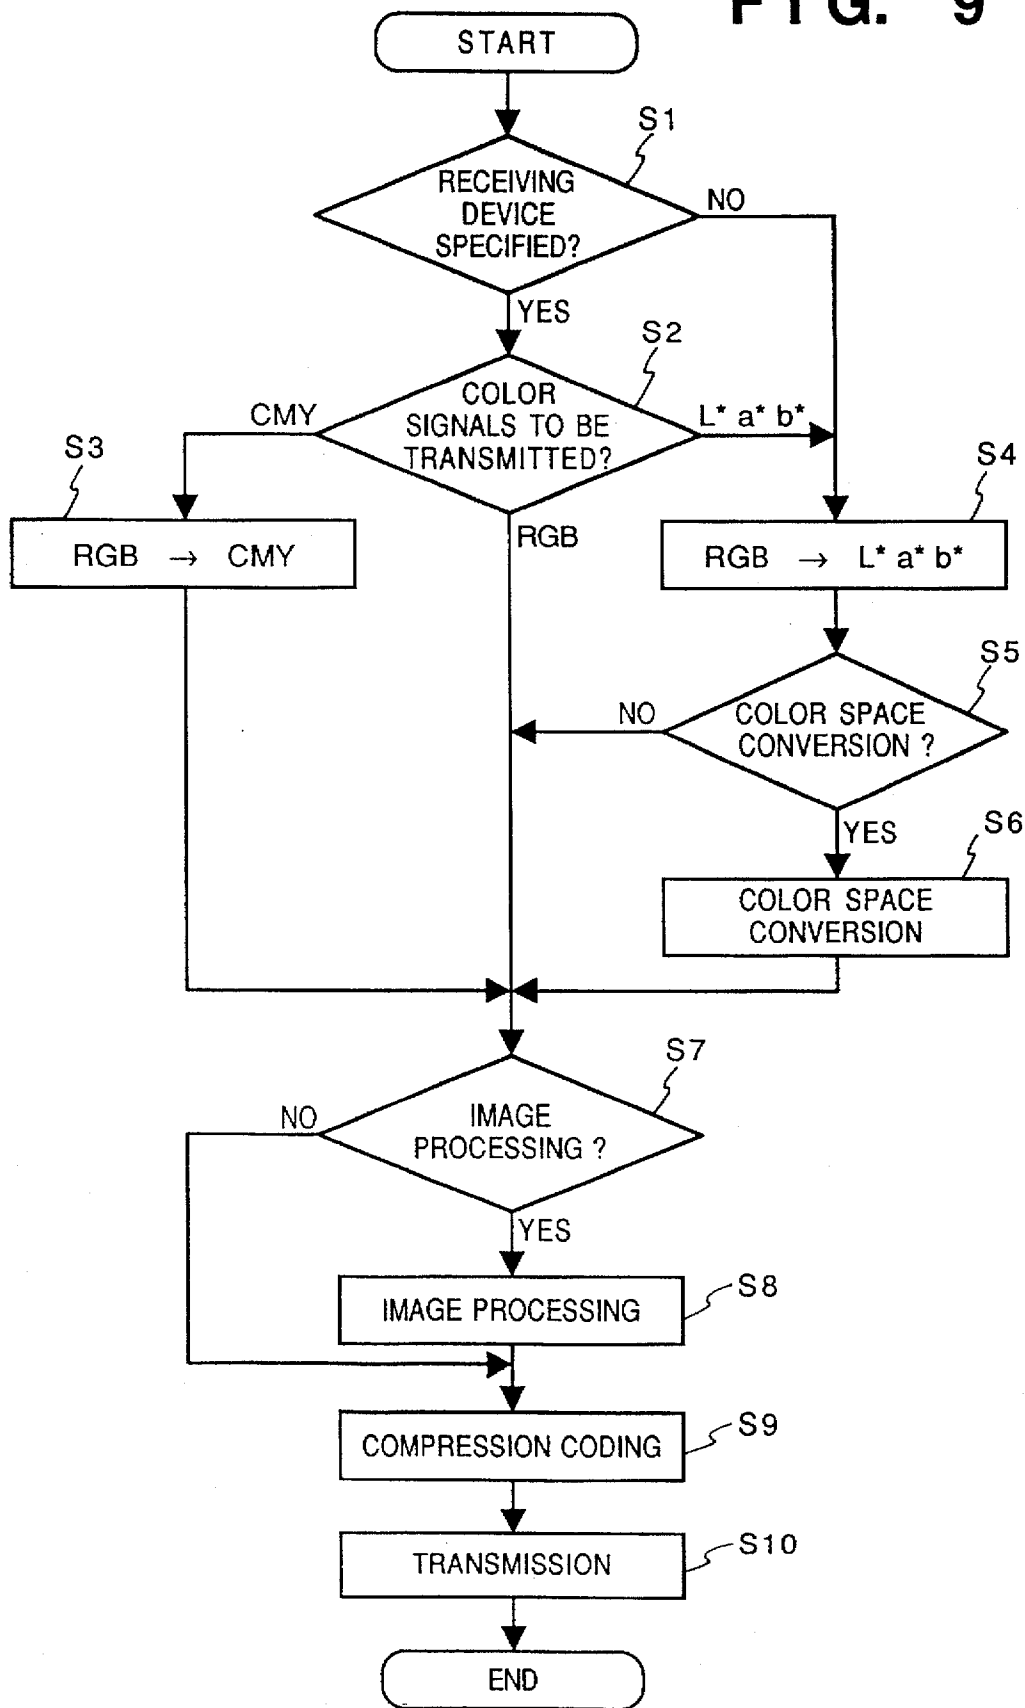 FIG. 9
START
S1
RECEIVING
DEVICE
SPECIFIED?
NO
YES
S2
COLOR
SIGNALS TO BE
TRANSMITTED?
CMY
L* a* b*
RGB
S3
RGB → CMY
S4
RGB → L* a* b*
S5
COLOR SPACE
CONVERSION ?
NO
YES
S6
COLOR SPACE
CONVERSION
S7
IMAGE
PROCESSING ?
NO
YES
S8
IMAGE PROCESSING
S9
COMPRESSION CODING
S10
TRANSMISSION
END